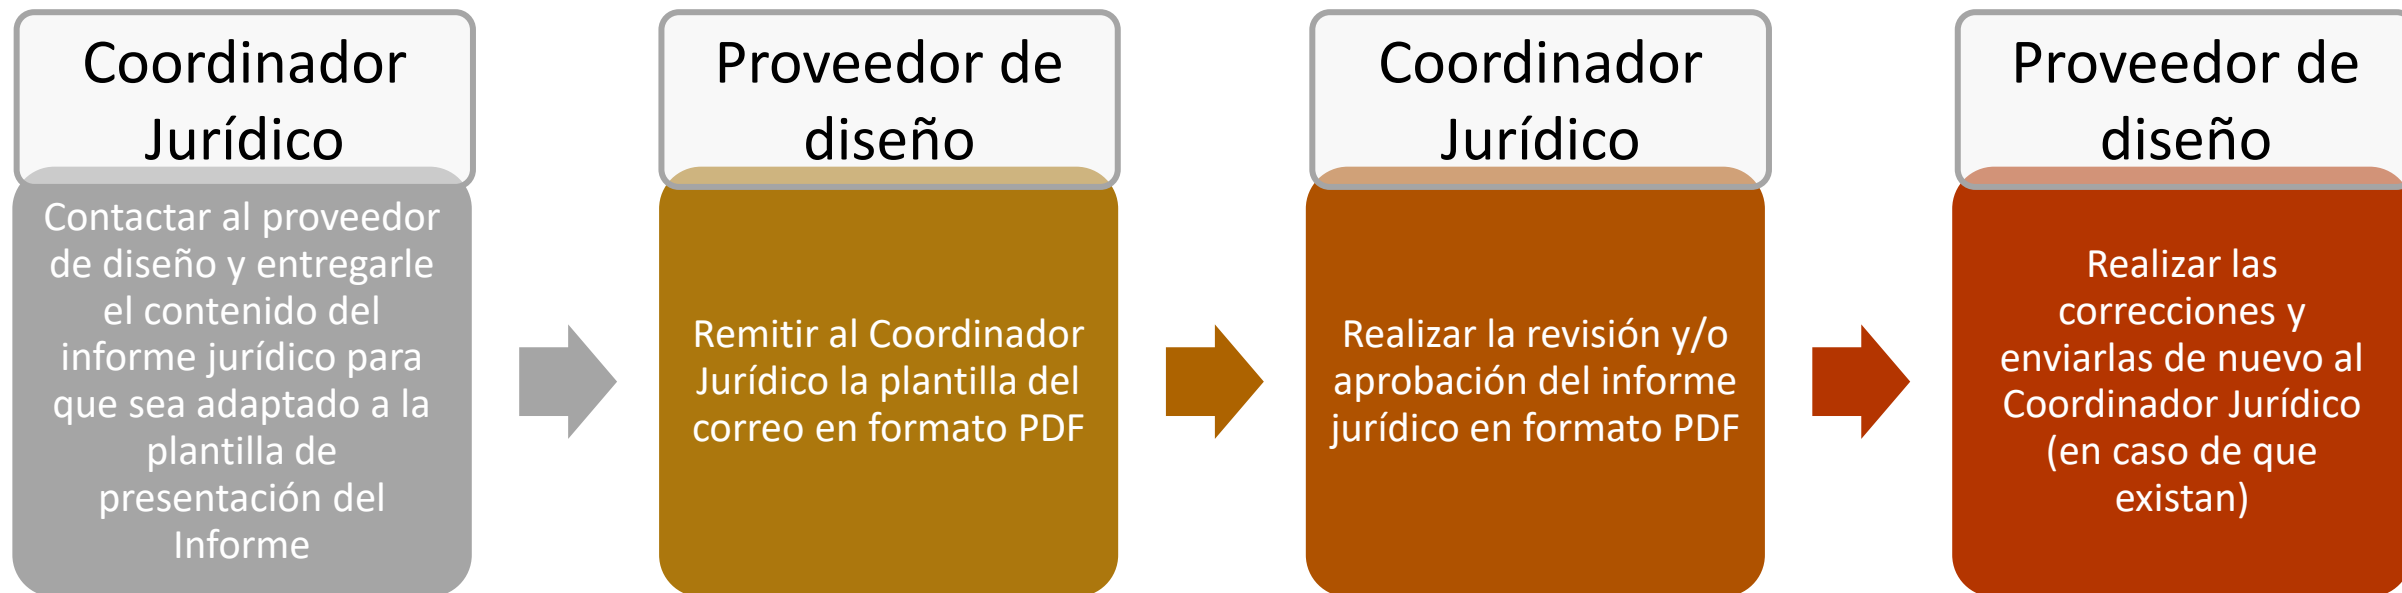 Coordinador
Jurídico
Contactar al proveedor
de diseño y entregarle
el contenido del
informe jurídico para
que sea adaptado a la
plantilla de
presentación del
Informe
Proveedor de
diseño
Remitir al Coordinador
Jurídico la plantilla del
correo en formato PDF
Coordinador
Jurídico
Realizar la revisión y/o
aprobación del informe
jurídico en formato PDF
Proveedor de
diseño
Realizar las
correcciones y
enviarlas de nuevo al
Coordinador Jurídico
(en caso de que
existan)